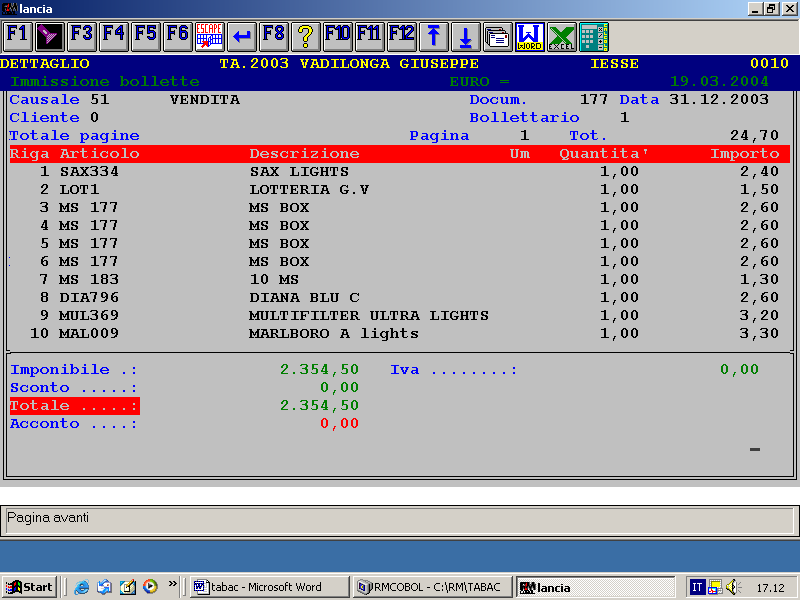 lancia
F1 F3 F4 F5 F6 ESCAPE F8 ? F10 F11 F12 W WORD EXCEL
DETTAGLIO TA.2003 VADILONGA GIUSEPPE IESSE 0010
Immissione bollette EURO = 19.03.2004
Causale 51 VENDITA Docum. 177 Data 31.12.2003
Cliente 0 Bollettario 1
Totale pagine Pagina 1 Tot. 24,70
Riga Articolo Descrizione Um Quantita' Importo
1 SAX334 SAX LIGHTS 1,00 2,40
2 LOT1 LOTTERIA G.V 1,00 1,50
3 MS 177 MS BOX 1,00 2,60
4 MS 177 MS BOX 1,00 2,60
5 MS 177 MS BOX 1,00 2,60
6 MS 177 MS BOX 1,00 2,60
7 MS 183 10 MS 1,00 1,30
8 DIA796 DIANA BLU C 1,00 2,60
9 MUL369 MULTIFILTER ULTRA LIGHTS 1,00 3,20
10 MAL009 MARLBORO A lights 1,00 3,30
Imponibile .: 2.354,50 Iva ........: 0,00
Sconto .....: 0,00
Totale .....: 2.354,50
Acconto ....: 0,00
Pagina avanti
Start » tabac - Microsoft Word RMCOBOL - C:\RM\TABAC lancia IT 17.12